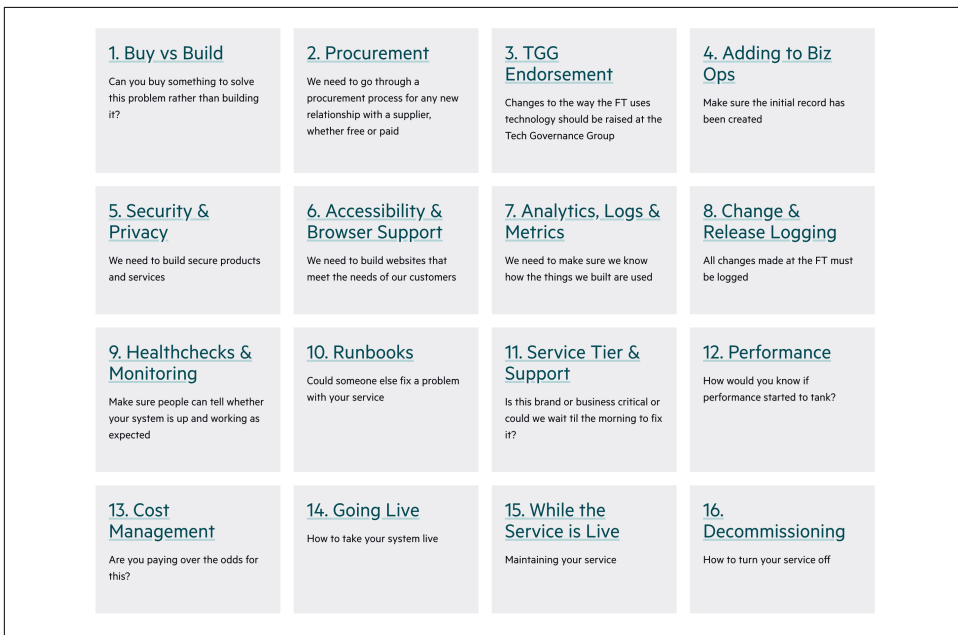 1. Buy vs Build
Can you buy something to solve
this problem rather than building
it?
2. Procurement
We need to go through a
procurement process for any new
relationship with a supplier,
whether free or paid
3. TGG
Endorsement
Changes to the way the FT uses
technology should be raised at the
Tech Governance Group
4. Adding to Biz
Ops
Make sure the initial record has
been created
5. Security &
Privacy
We need to build secure products
and services
6. Accessibility &
Browser Support
We need to build websites that
meet the needs of our customers
7. Analytics, Logs &
Metrics
We need to make sure we know
how the things we built are used
8. Change &
Release Logging
All changes made at the FT must
be logged
9. Healthchecks &
Monitoring
Make sure people can tell whether
your system is up and working as
expected
10. Runbooks
Could someone else fix a problem
with your service
11. Service Tier &
Support
Is this brand or business critical or
could we wait til the morning to fix
it?
12. Performance
How would you know if
performance started to tank?
13. Cost
Management
Are you paying over the odds for
this?
14. Going Live
How to take your system live
15. While the
Service is Live
Maintaining your service
16.
Decommissioning
How to turn your service off